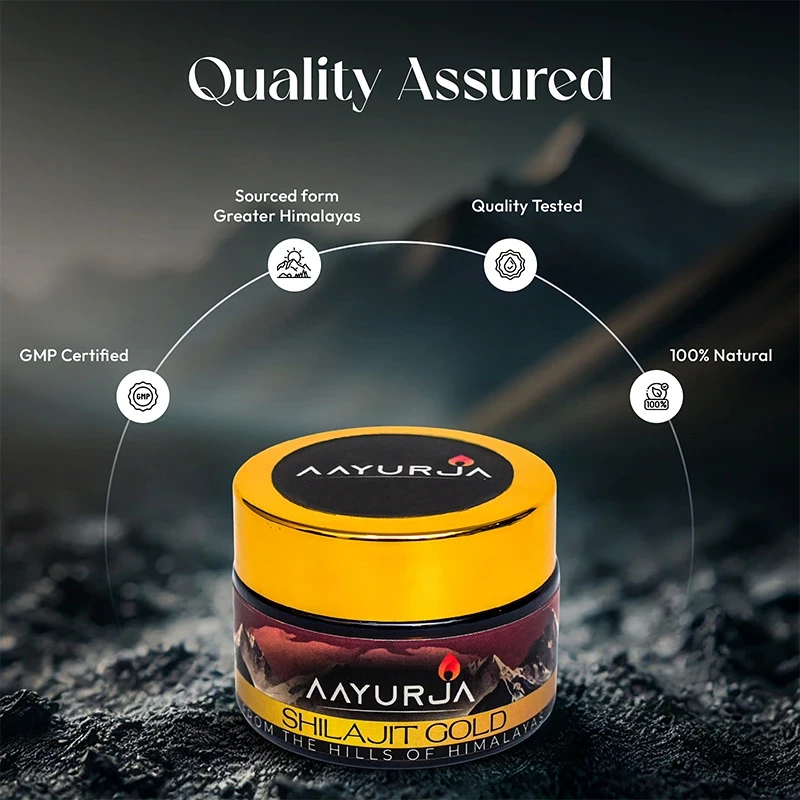 Quality Assured
Sourced form
Greater Himalayas
Quality Tested
GMP Certified
GMP
100% Natural
100%
AAYURJA
AAYURJA
SHILAJIT GOLD
FROM THE HILLS OF HIMALAYAS